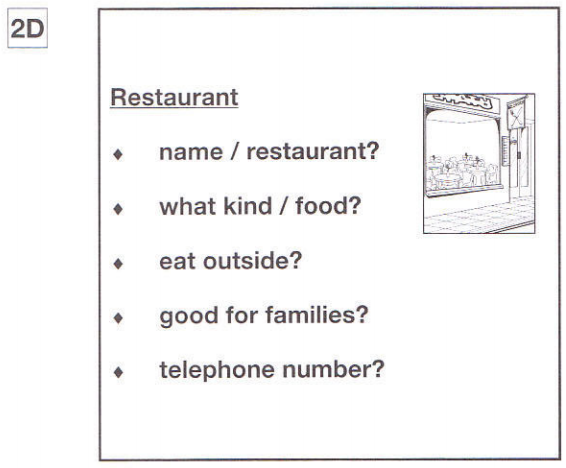 2D
Restaurant
♦ name / restaurant?
♦ what kind / food?
♦ eat outside?
♦ good for families?
♦ telephone number?